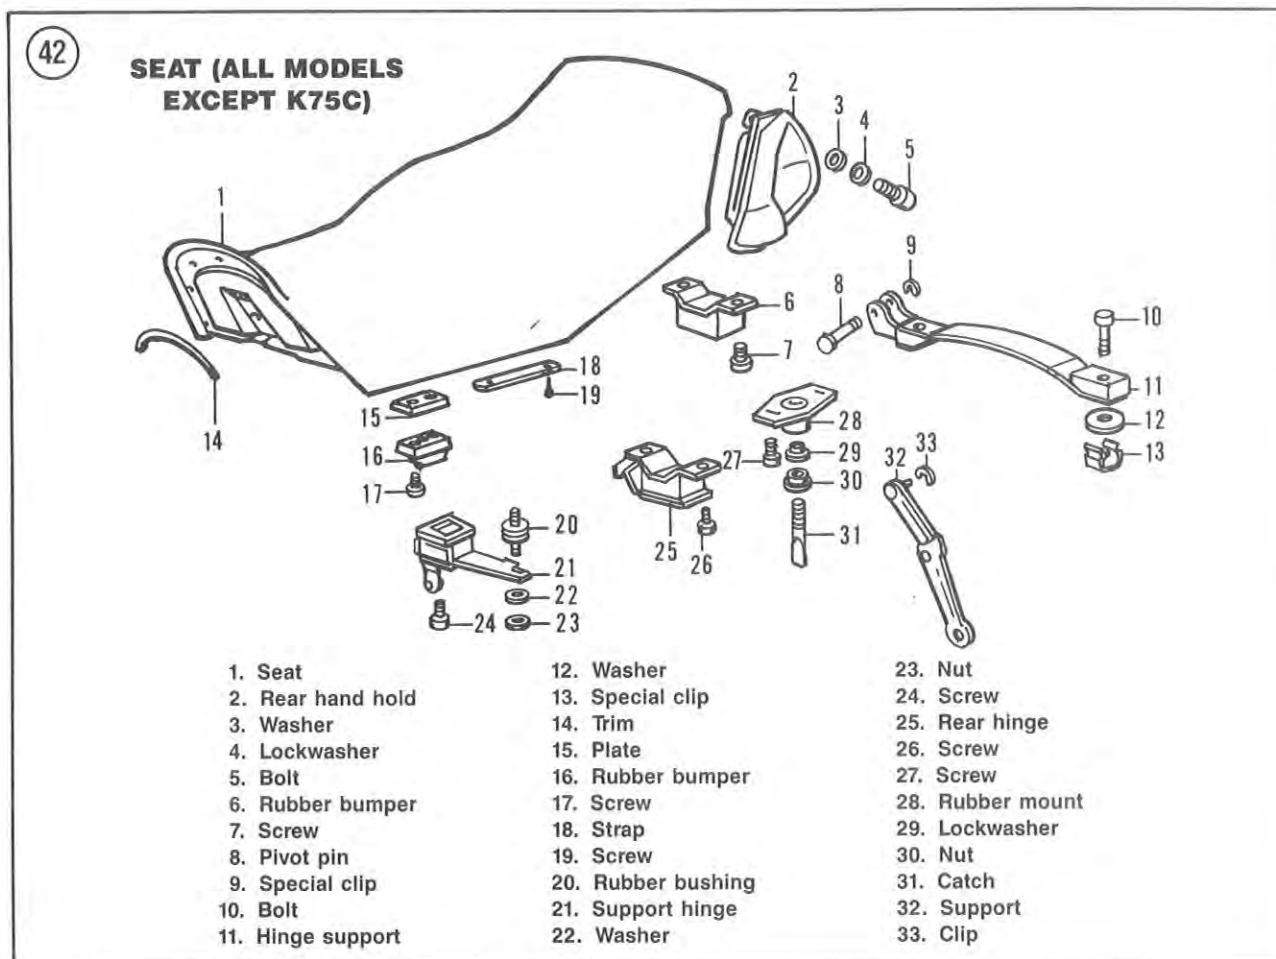 42
SEAT (ALL MODELS
EXCEPT K75C)
1
2
3
4
5
6
7
8
9
10
11
12
13
14
15
16
17
18
19
20
21
22
23
24
25
26
27
28
29
30
31
32
33
1. Seat
2. Rear hand hold
3. Washer
4. Lockwasher
5. Bolt
6. Rubber bumper
7. Screw
8. Pivot pin
9. Special clip
10. Bolt
11. Hinge support
12. Washer
13. Special clip
14. Trim
15. Plate
16. Rubber bumper
17. Screw
18. Strap
19. Screw
20. Rubber bushing
21. Support hinge
22. Washer
23. Nut
24. Screw
25. Rear hinge
26. Screw
27. Screw
28. Rubber mount
29. Lockwasher
30. Nut
31. Catch
32. Support
33. Clip